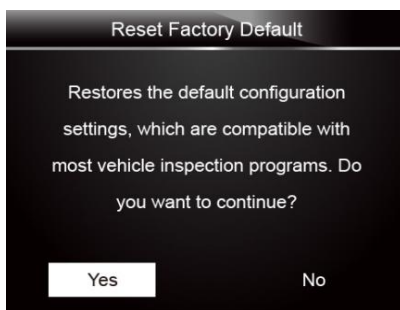 Reset Factory Default
Restores the default configuration
settings, which are compatible with
most vehicle inspection programs. Do
you want to continue?
Yes No